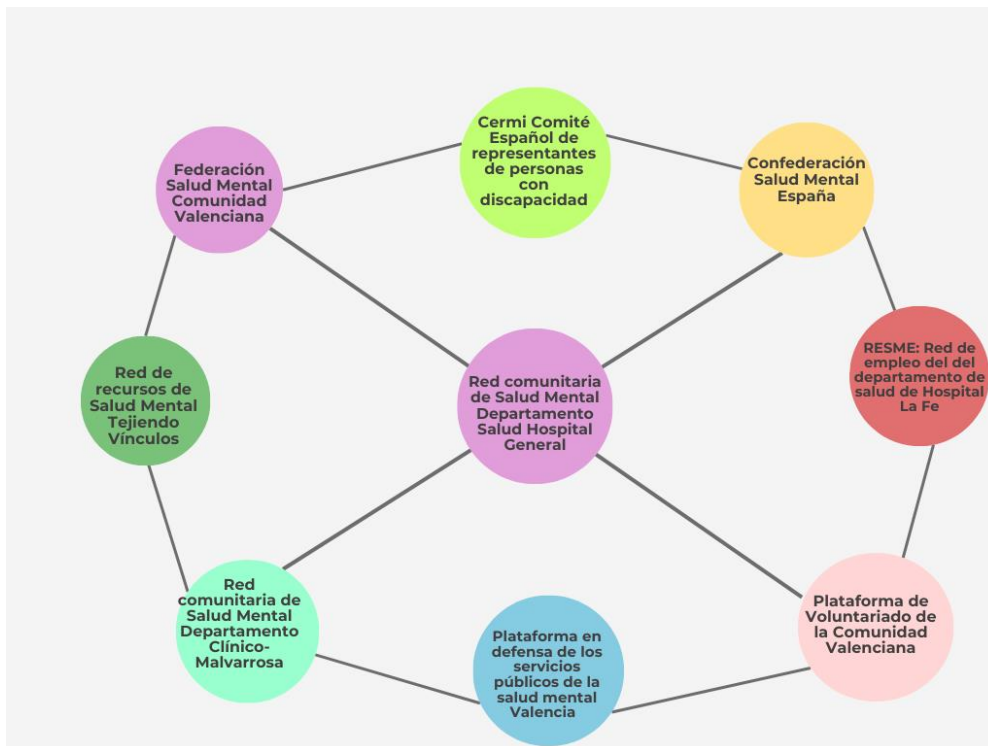 Cermi Comité
Español de
representantes
de personas
con
discapacidad
Federación
Salud Mental
Comunidad
Valenciana
Confederación
Salud Mental
España
Red de
recursos de
Salud Mental
Tejiendo
Vínculos
Red comunitaria
de Salud Mental
Departamento
Salud Hospital
General
RESME: Red de
empleo del del
departamento de
salud de Hospital
La Fe
Red
comunitaria de
Salud Mental
Departamento
Clínico-
Malvarrosa
Plataforma en
defensa de los
servicios
públicos de la
salud mental
Valencia
Plataforma de
Voluntariado de
la Comunidad
Valenciana